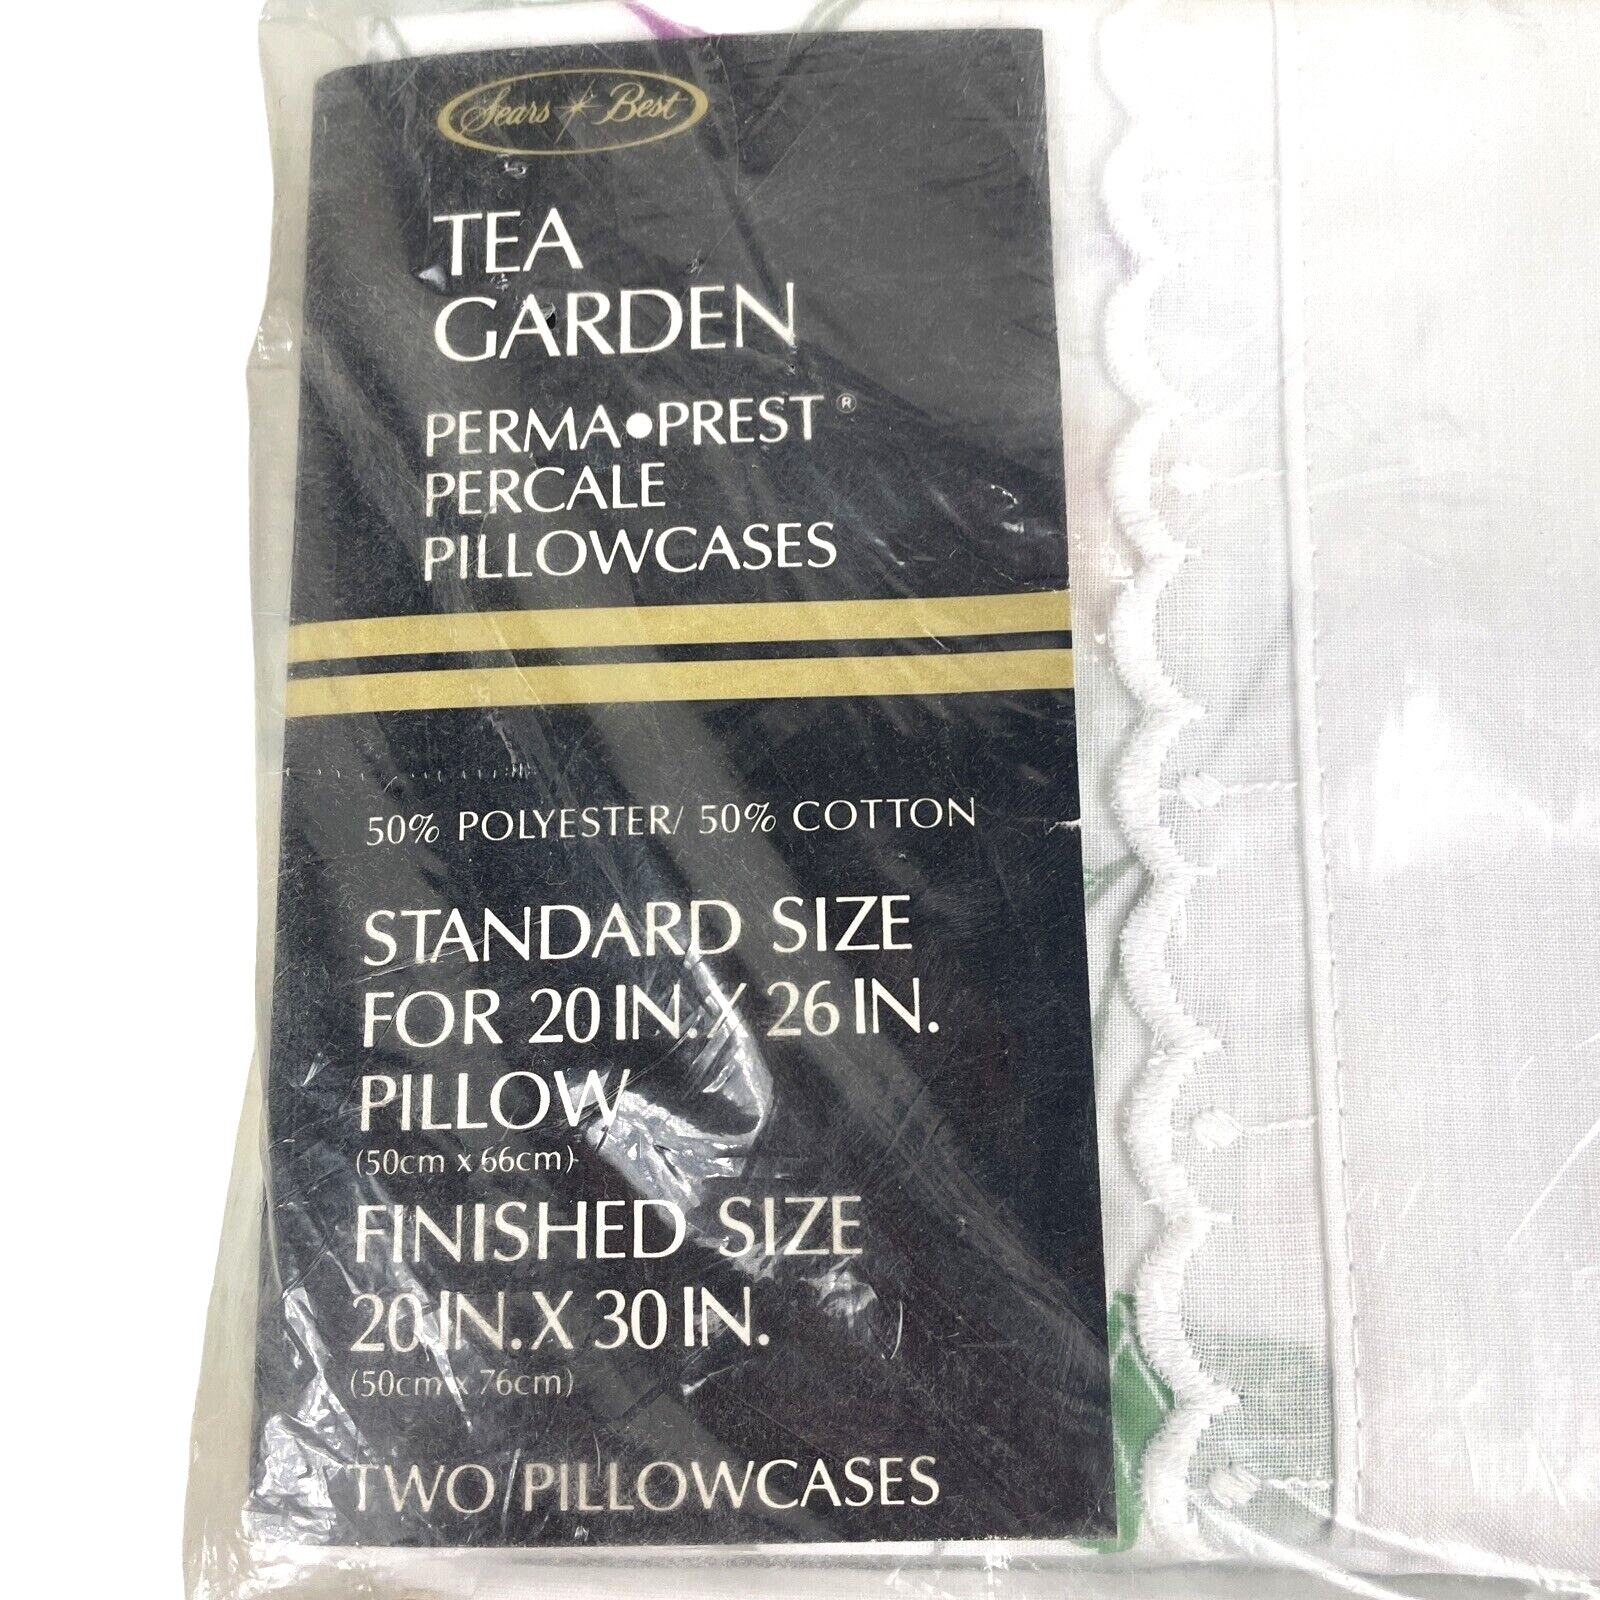 Sears Best
TEA
GARDEN
PERMA•PREST®
PERCALE
PILLOWCASES
50% POLYESTER/ 50% COTTON
STANDARD SIZE
FOR 20 IN. X 26 IN.
PILLOW
(50cm x 66cm)
FINISHED SIZE
20 IN. X 30 IN.
(50cm x 76cm)
TWO PILLOWCASES